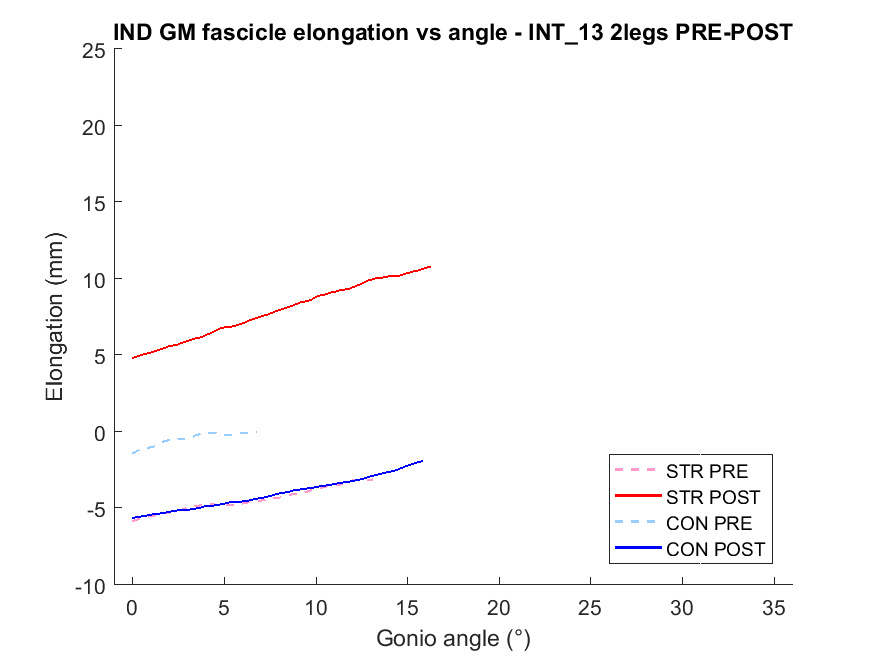 IND GM fascicle elongation vs angle - INT_13 2legs PRE-POST
25
20
15
10
5
0
-5
-10
Elongation (mm)
0 5 10 15 20 25 30 35
Gonio angle (°)
STR PRE
STR POST
CON PRE
CON POST